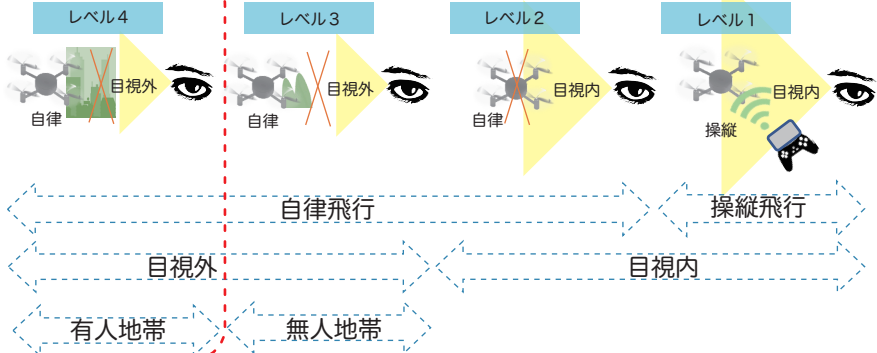 レベル4
レベル3
レベル2
レベル1
目視外
自律
目視外
自律
目視内
自律
目視内
操縦
自律飛行
操縦飛行
目視外
目視内
有人地帯
無人地帯